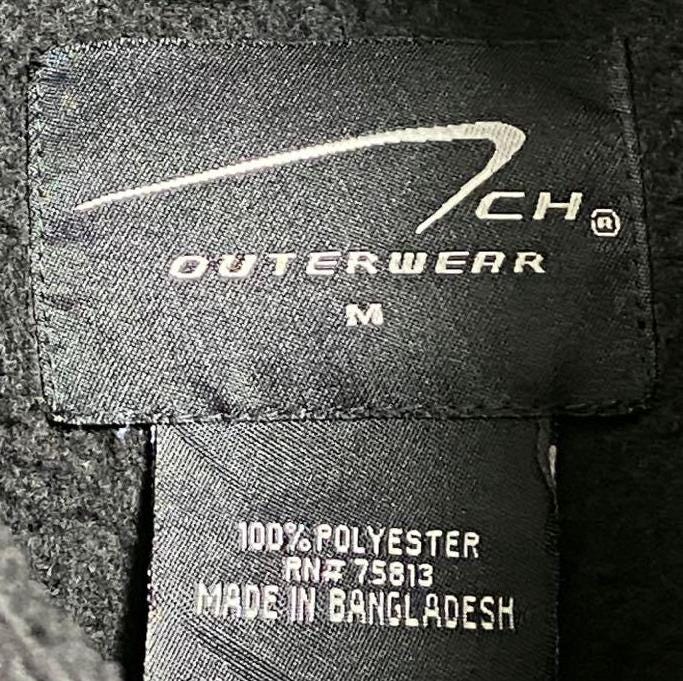 CH®
OUTERWEAR
M
100% POLYESTER
RN# 75813
MADE IN BANGLADESH